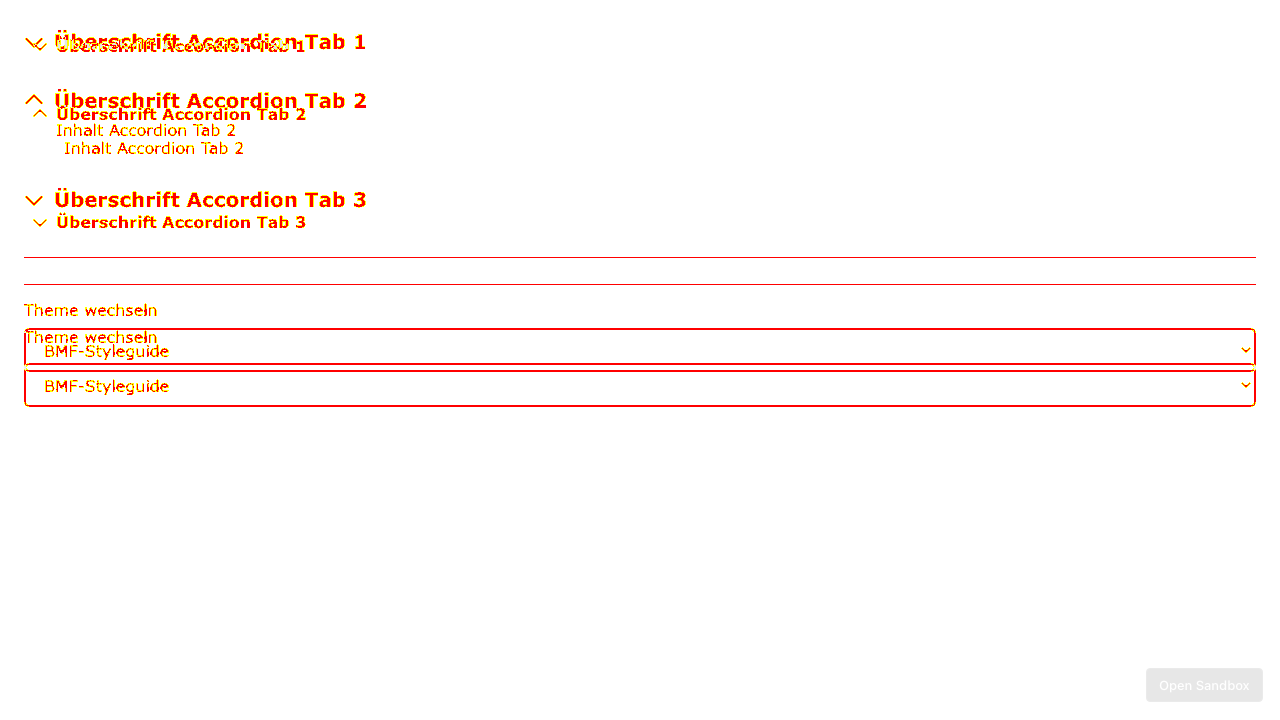 Überschrift Accordion Tab 1
Überschrift Accordion Tab 1
Überschrift Accordion Tab 2
Überschrift Accordion Tab 2
Inhalt Accordion Tab 2
Inhalt Accordion Tab 2
Überschrift Accordion Tab 3
Überschrift Accordion Tab 3
Theme wechseln
Theme wechseln
BMF-Styleguide
BMF-Styleguide
Open Sandbox